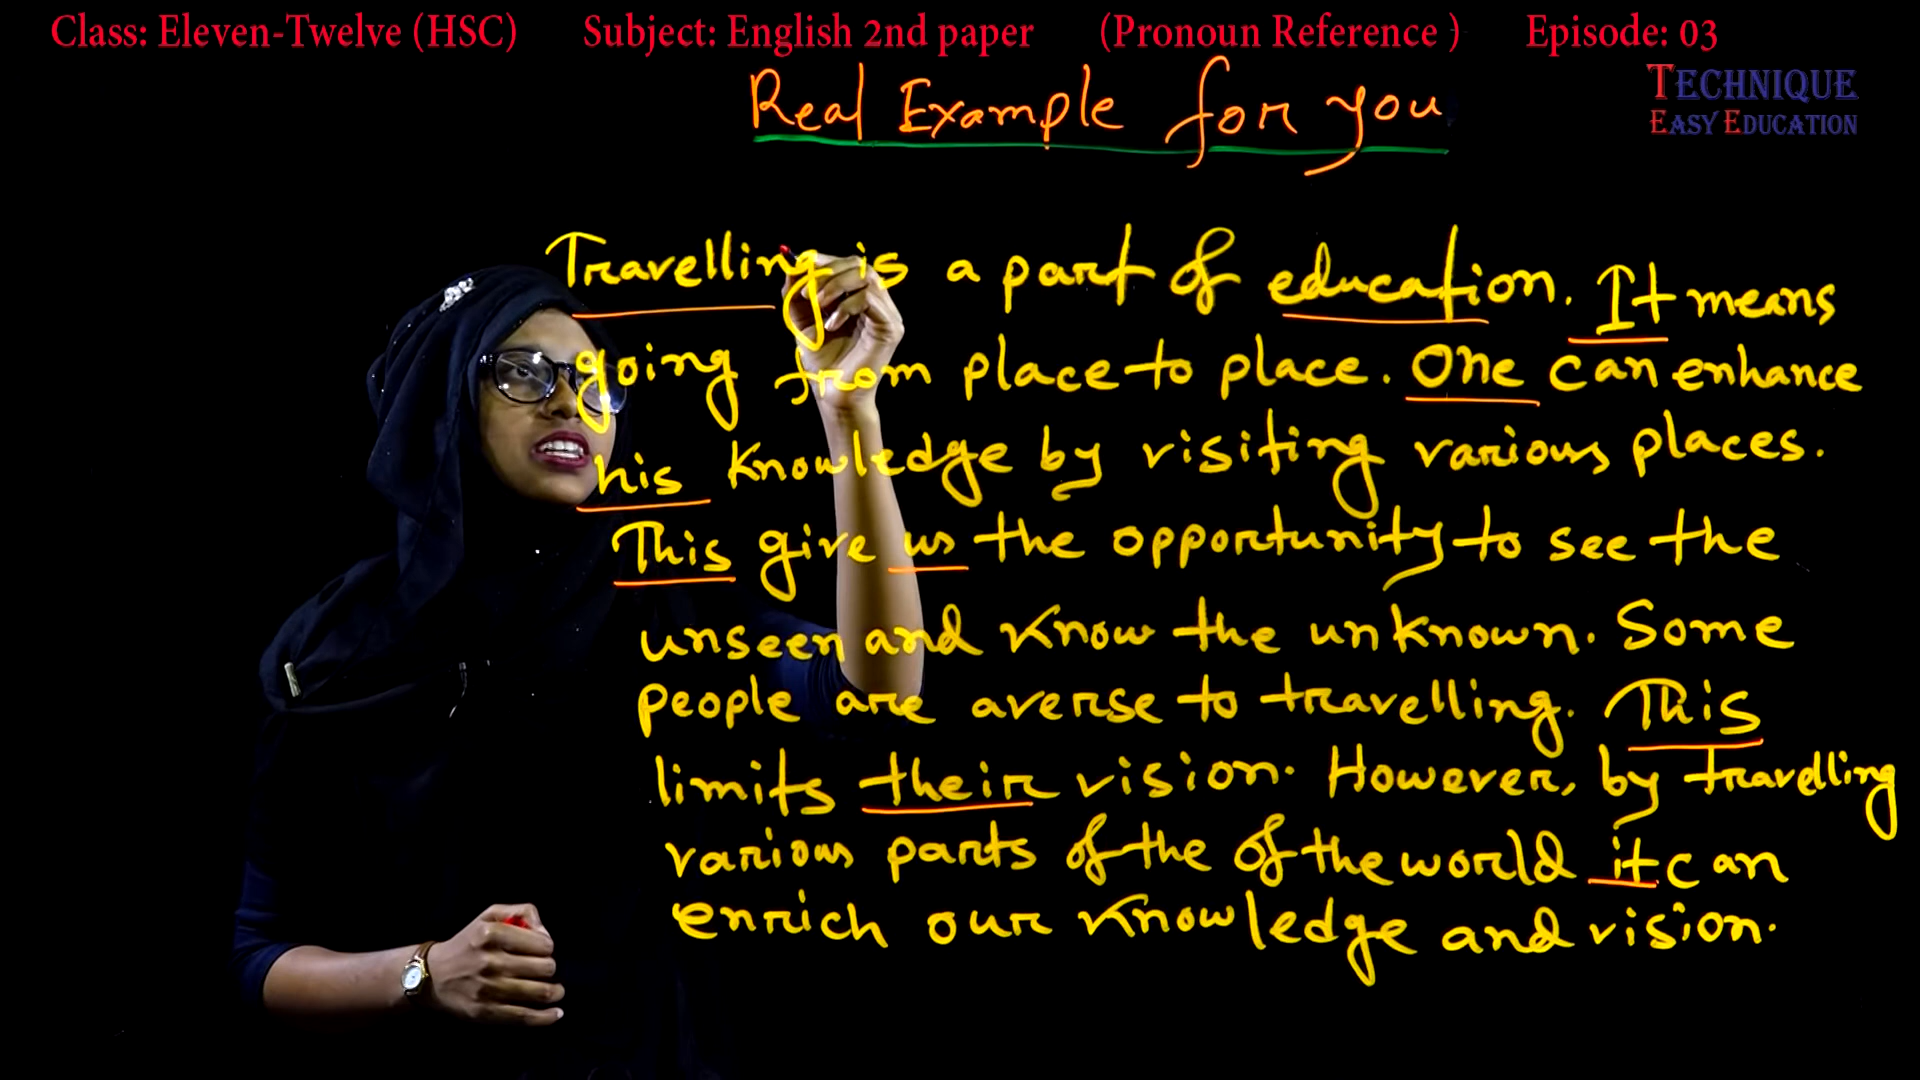 Class: Eleven-Twelve (HSC) Subject: English 2nd paper (Pronoun Reference ) Episode: 03
TECHNIQUE
EASY EDUCATION
Real Example for you
Travelling is a part of education. It means
going from place to place. One can enhance
his knowledge by visiting various places.
This give us the opportunity to see the
unseen and know the unknown. Some
people are averse to travelling. This
limits their vision. However, by travelling
various parts of the of the world it can
enrich our knowledge and vision.